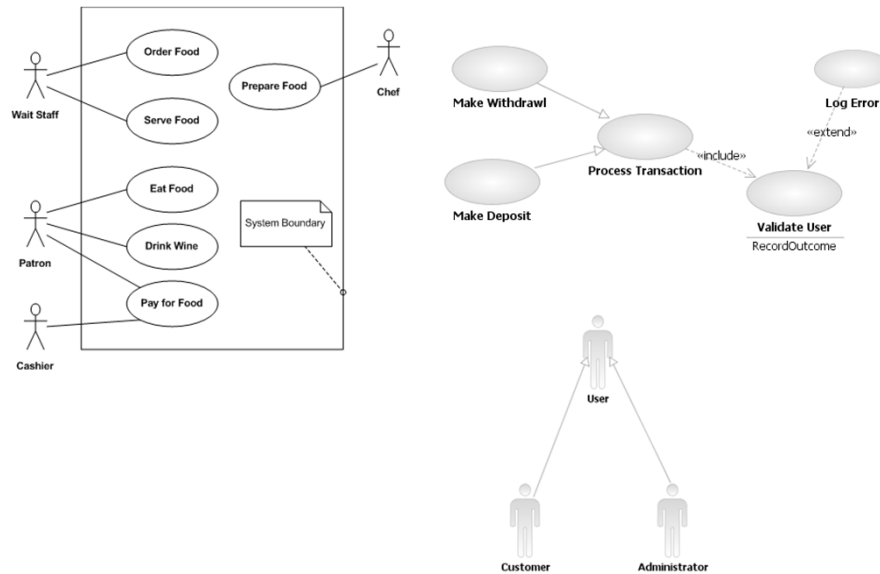 Order Food
Wait Staff
Serve Food
Prepare Food
Chef
Eat Food
Patron
Drink Wine
Pay for Food
Cashier
System Boundary
Make Withdrawl
Make Deposit
Process Transaction
«include»
Log Error
«extend»
Validate User
RecordOutcome
User
Customer
Administrator